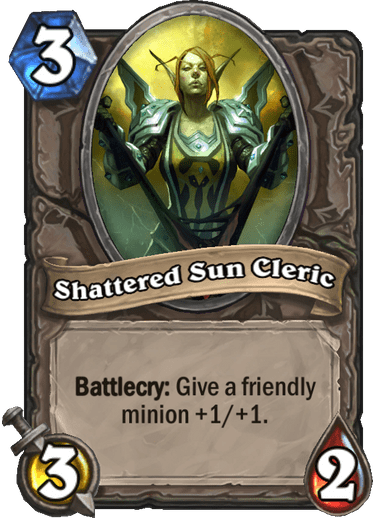 3
Shattered Sun Cleric
Battlecry: Give a friendly
minion +1/+1.
3
2